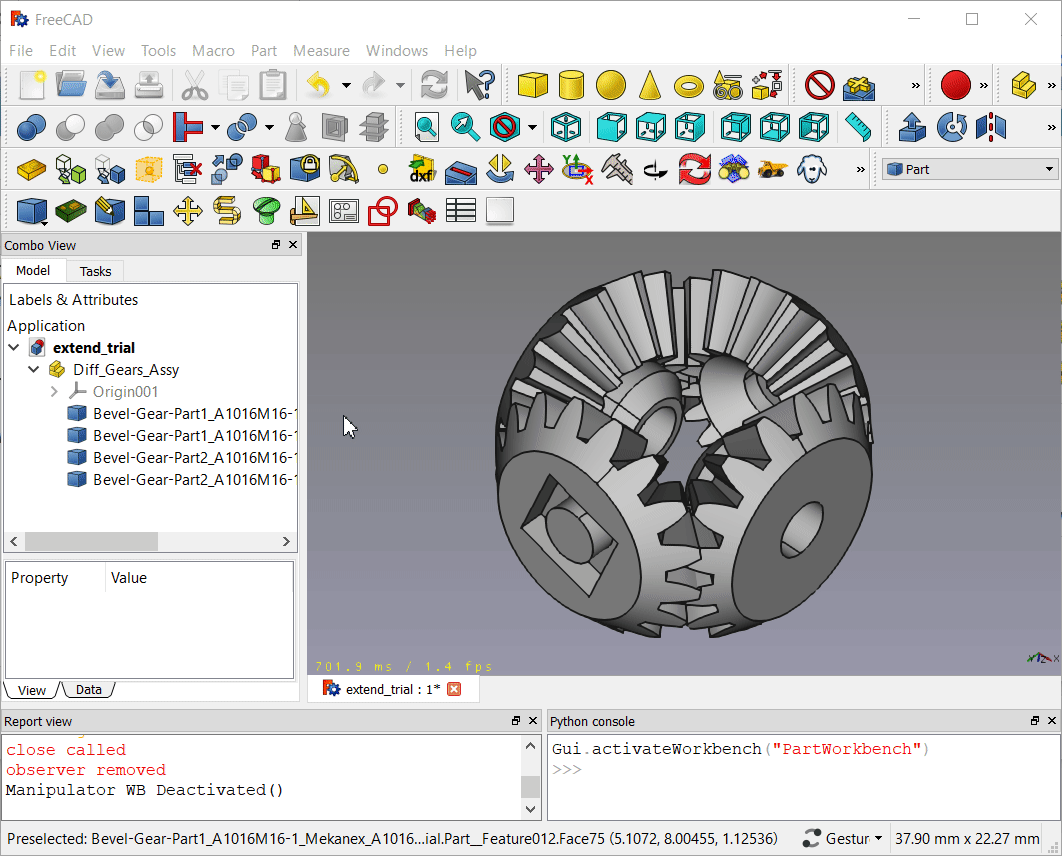 FreeCAD
File Edit View Tools Macro Part Measure Windows Help
»
»
»
»
dxf
» Part
Combo View
Model Tasks
Labels & Attributes
Application
extend_trial
Diff_Gears_Assy
Origin001
Bevel-Gear-Part1_A1016M16-1
Bevel-Gear-Part1_A1016M16-1
Bevel-Gear-Part2_A1016M16-1
Bevel-Gear-Part2_A1016M16-1
Property Value
701.9 ms / 1.4 fps
View Data
extend_trial : 1*
Report view
close called
observer removed
Manipulator WB Deactivated()
Python console
Gui.activateWorkbench("PartWorkbench")
>>>
Preselected: Bevel-Gear-Part1_A1016M16-1_Mekanex_A1016...ial.Part__Feature012.Face75 (5.1072, 8.00455, 1.12536) Gestur 37.90 mm x 22.27 mm